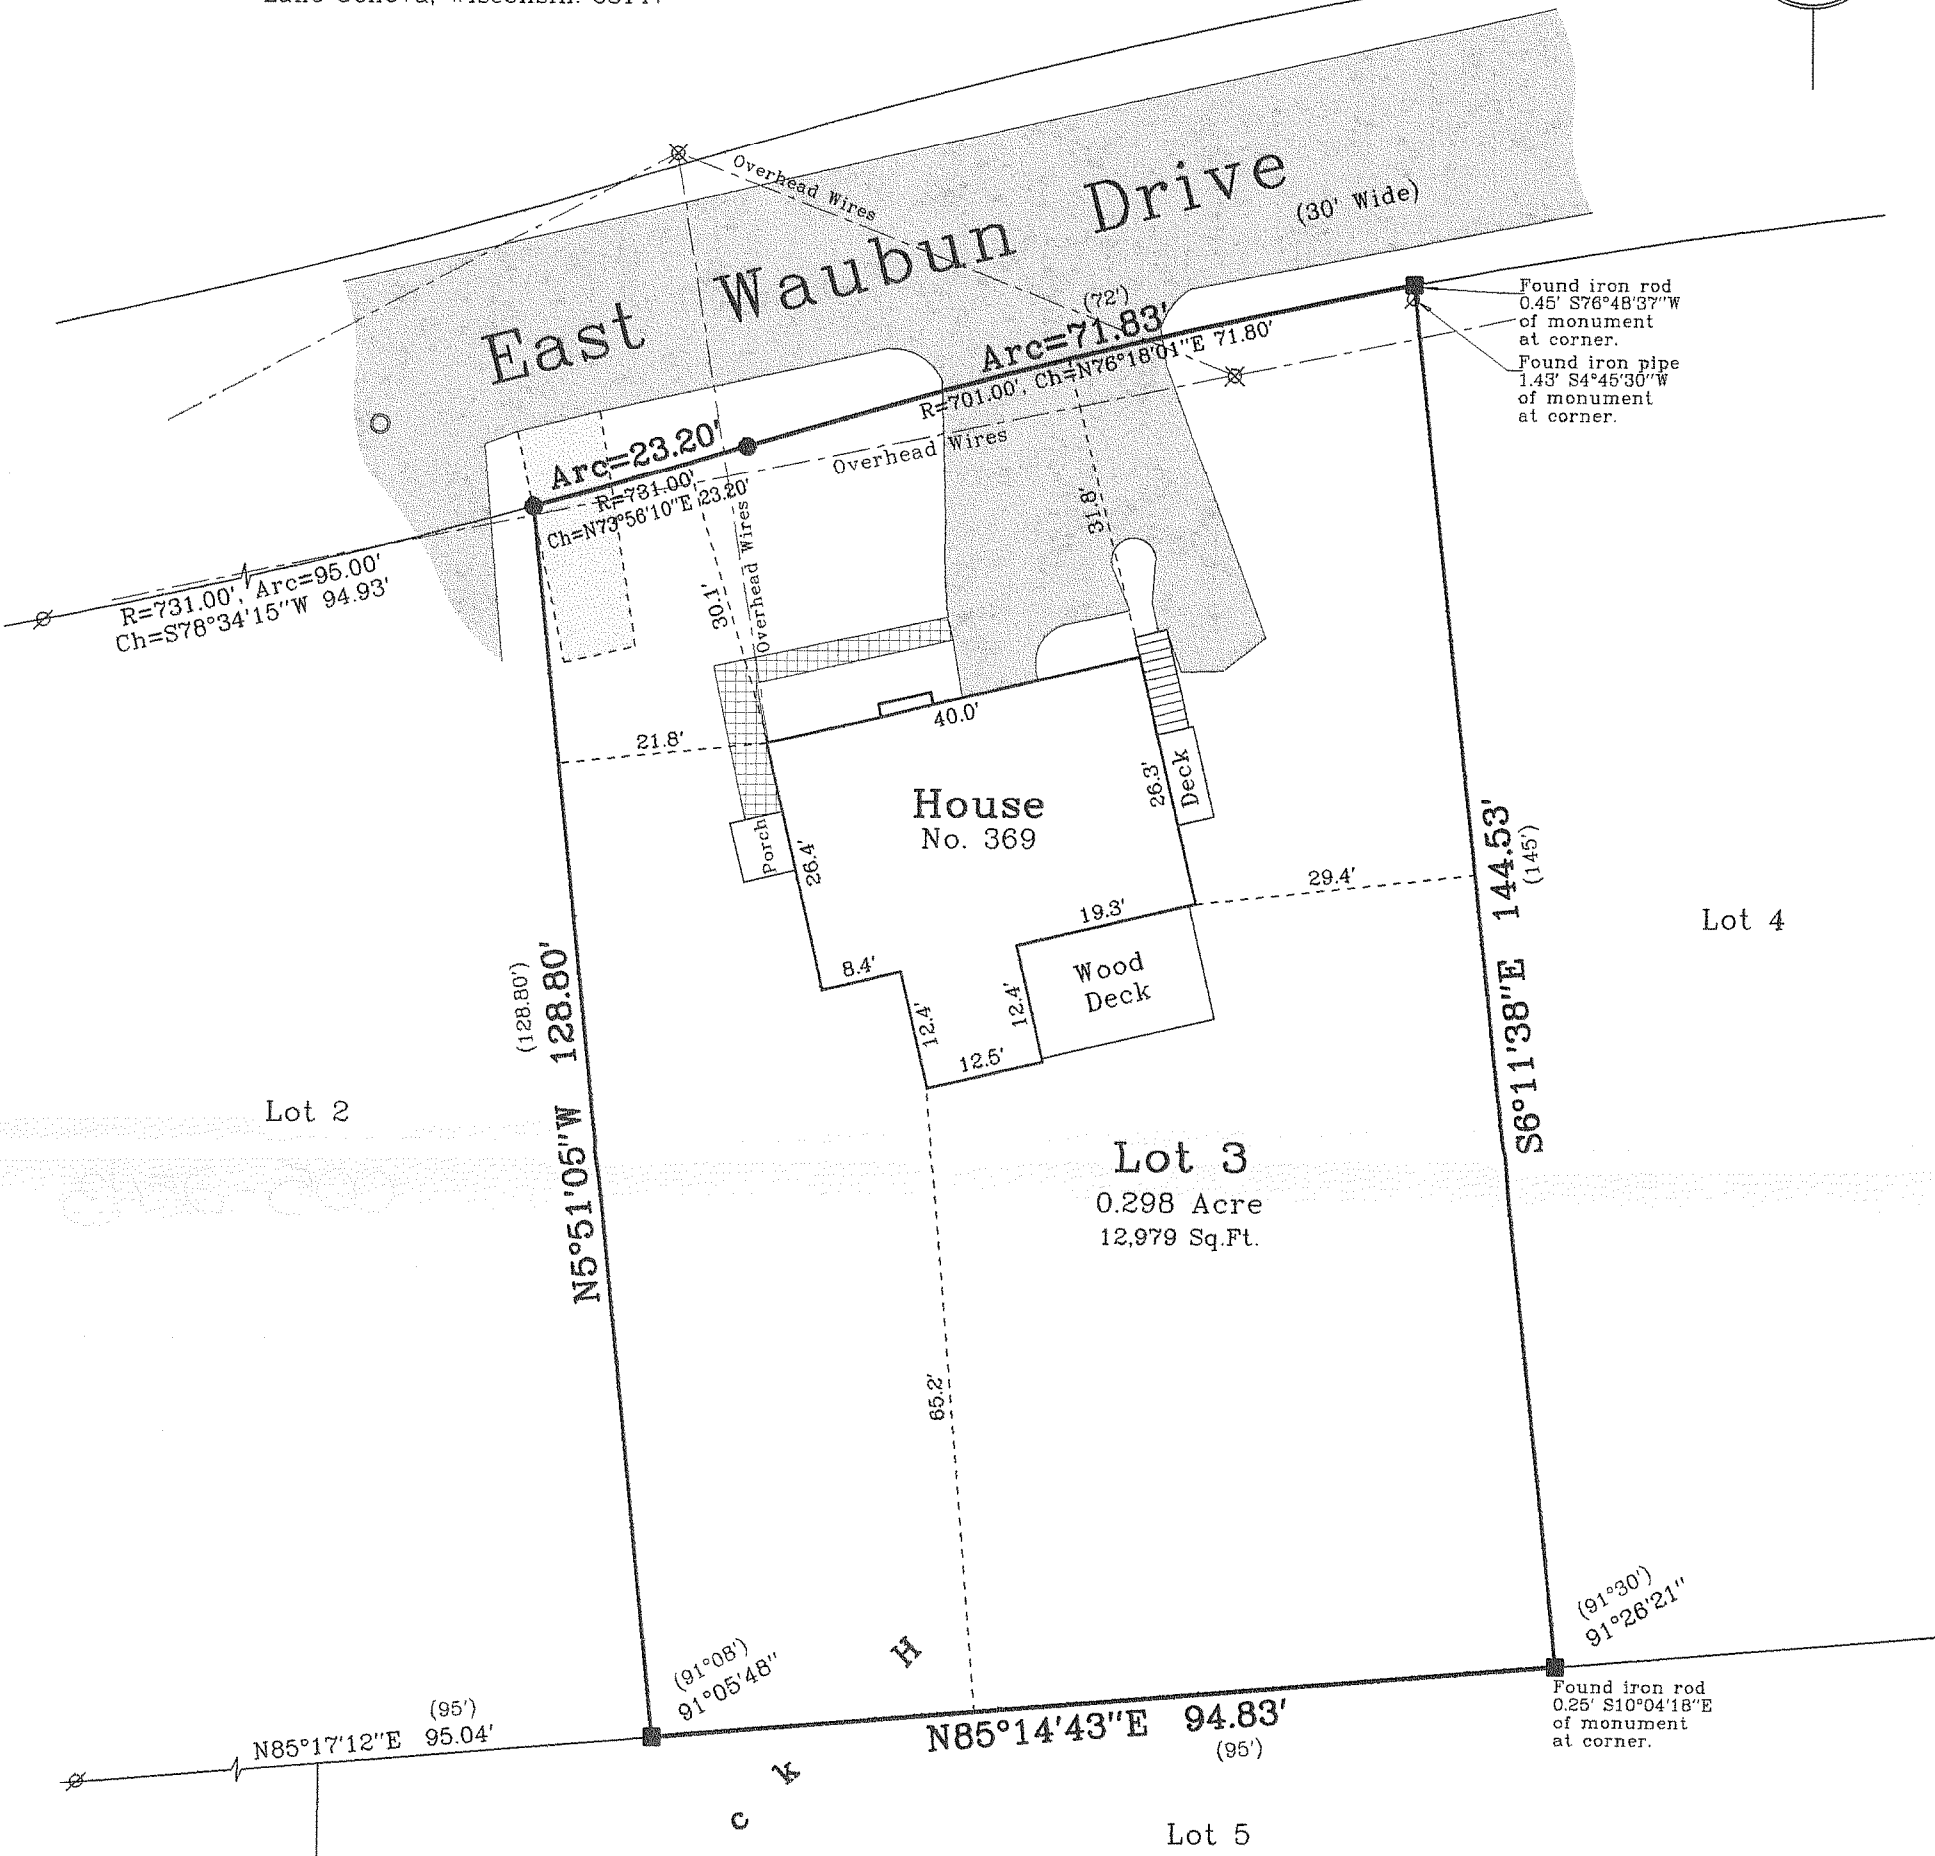 Overhead Wires
East Waubun Drive
(30' Wide)
(72')
Arc=71.83'
R=701.00', Ch=N76°18'01"E 71.80'
Found iron rod
0.45' S76°48'37"W
of monument
at corner.
Found iron pipe
1.43' S4°45'30"W
of monument
at corner.
Arc=23.20'
R=731.00'
Ch=N73°56'10"E 23.20'
Overhead Wires
R=731.00', Arc=95.00'
Ch=S78°34'15"W 94.93'
30.1'
Overhead Wires
31.8'
21.8'
40.0'
House
No. 369
26.3'
Deck
Porch
26.4'
29.4'
19.3'
8.4'
Wood
Deck
12.4'
12.4'
12.5'
(128.80')
N5°51'05"W 128.80'
S6°11'38"E 144.53'
(145')
Lot 4
Lot 2
Lot 3
0.298 Acre
12,979 Sq.Ft.
65.2'
(91°30')
91°26'21"
(91°08')
91°05'48"
H
k
c
(95')
N85°17'12"E 95.04'
N85°14'43"E 94.83'
(95')
Found iron rod
0.25' S10°04'18"E
of monument
at corner.
Lot 5